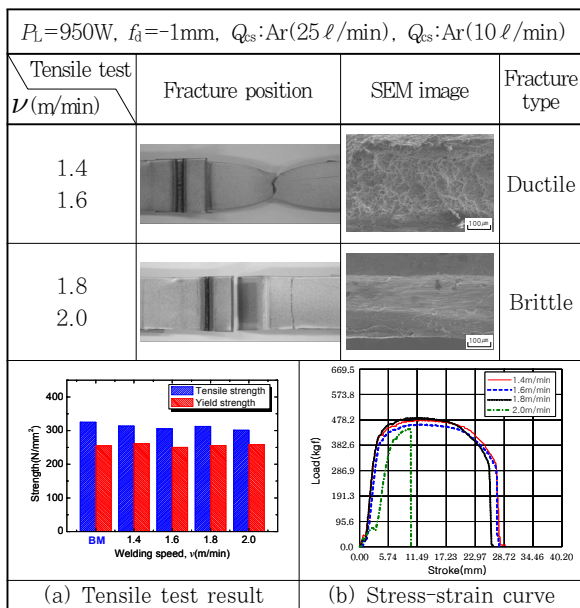 P_L=950W, f_d=-1mm, Q_cs:Ar(25ℓ/min), Q_cs:Ar(10ℓ/min)
Tensile test
ν(m/min)
Fracture position
SEM image
Fracture type
1.4
1.6
100㎛
Ductile
1.8
2.0
100㎛
Brittle
Tensile strength
Yield strength
Strength(N/mm²)
400
300
200
100
0
BM 1.4 1.6 1.8 2.0
Welding speed, ν(m/min)
(a) Tensile test result
1.4m/min
1.6m/min
1.8m/min
2.0m/min
Load(kgf)
669.5
573.8
478.2
382.6
286.9
191.3
95.6
0.0
0.00 5.74 11.49 17.23 22.97 28.72 34.46 40.20
Stroke(mm)
(b) Stress-strain curve